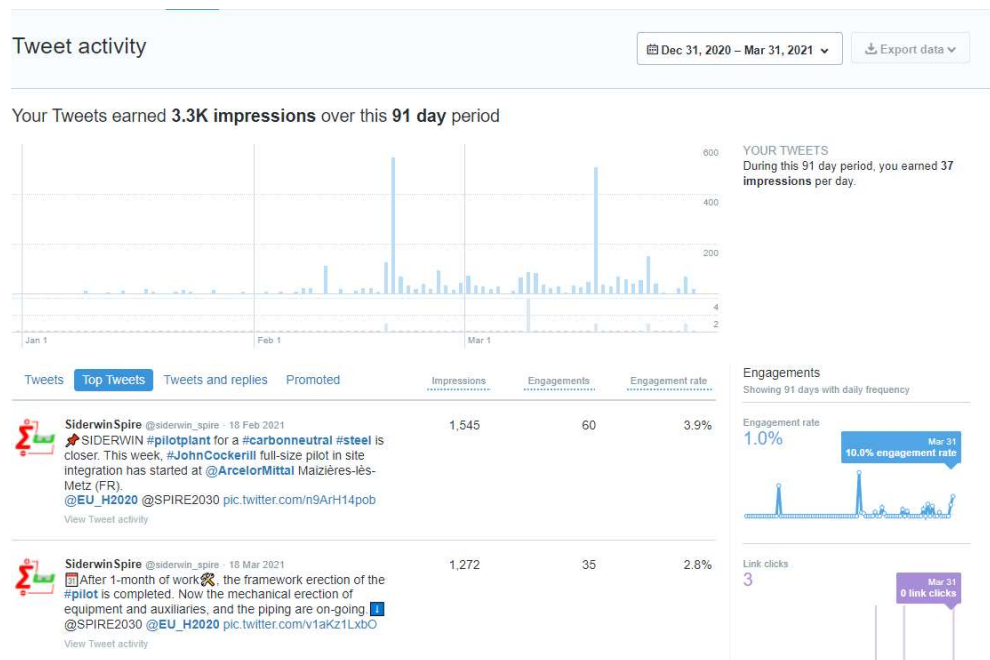 Tweet activity
Dec 31, 2020 – Mar 31, 2021
Export data
Your Tweets earned 3.3K impressions over this 91 day period
600
400
200
4
2
Jan 1
Feb 1
Mar 1
YOUR TWEETS
During this 91 day period, you earned 37
impressions per day.
Tweets
Top Tweets
Tweets and replies
Promoted
Impressions
Engagements
Engagement rate
SiderwinSpire @siderwin_spire · 18 Feb 2021
📌SIDERWIN #pilotplant for a #carbonneutral #steel is
closer. This week, #JohnCockerill full-size pilot in site
integration has started at @ArcelorMittal Maizières-lès-
Metz (FR).
@EU_H2020 @SPIRE2030 pic.twitter.com/n9ArH14pob
View Tweet activity
1,545
60
3.9%
SiderwinSpire @siderwin_spire · 18 Mar 2021
📅After 1-month of work🛠, the framework erection of the
#pilot is completed. Now the mechanical erection of
equipment and auxiliaries, and the piping are on-going.⬇
@SPIRE2030 @EU_H2020 pic.twitter.com/v1aKz1LxbO
View Tweet activity
1,272
35
2.8%
Engagements
Showing 91 days with daily frequency
Engagement rate
1.0%
Mar 31
10.0% engagement rate
Link clicks
3
Mar 31
0 link clicks